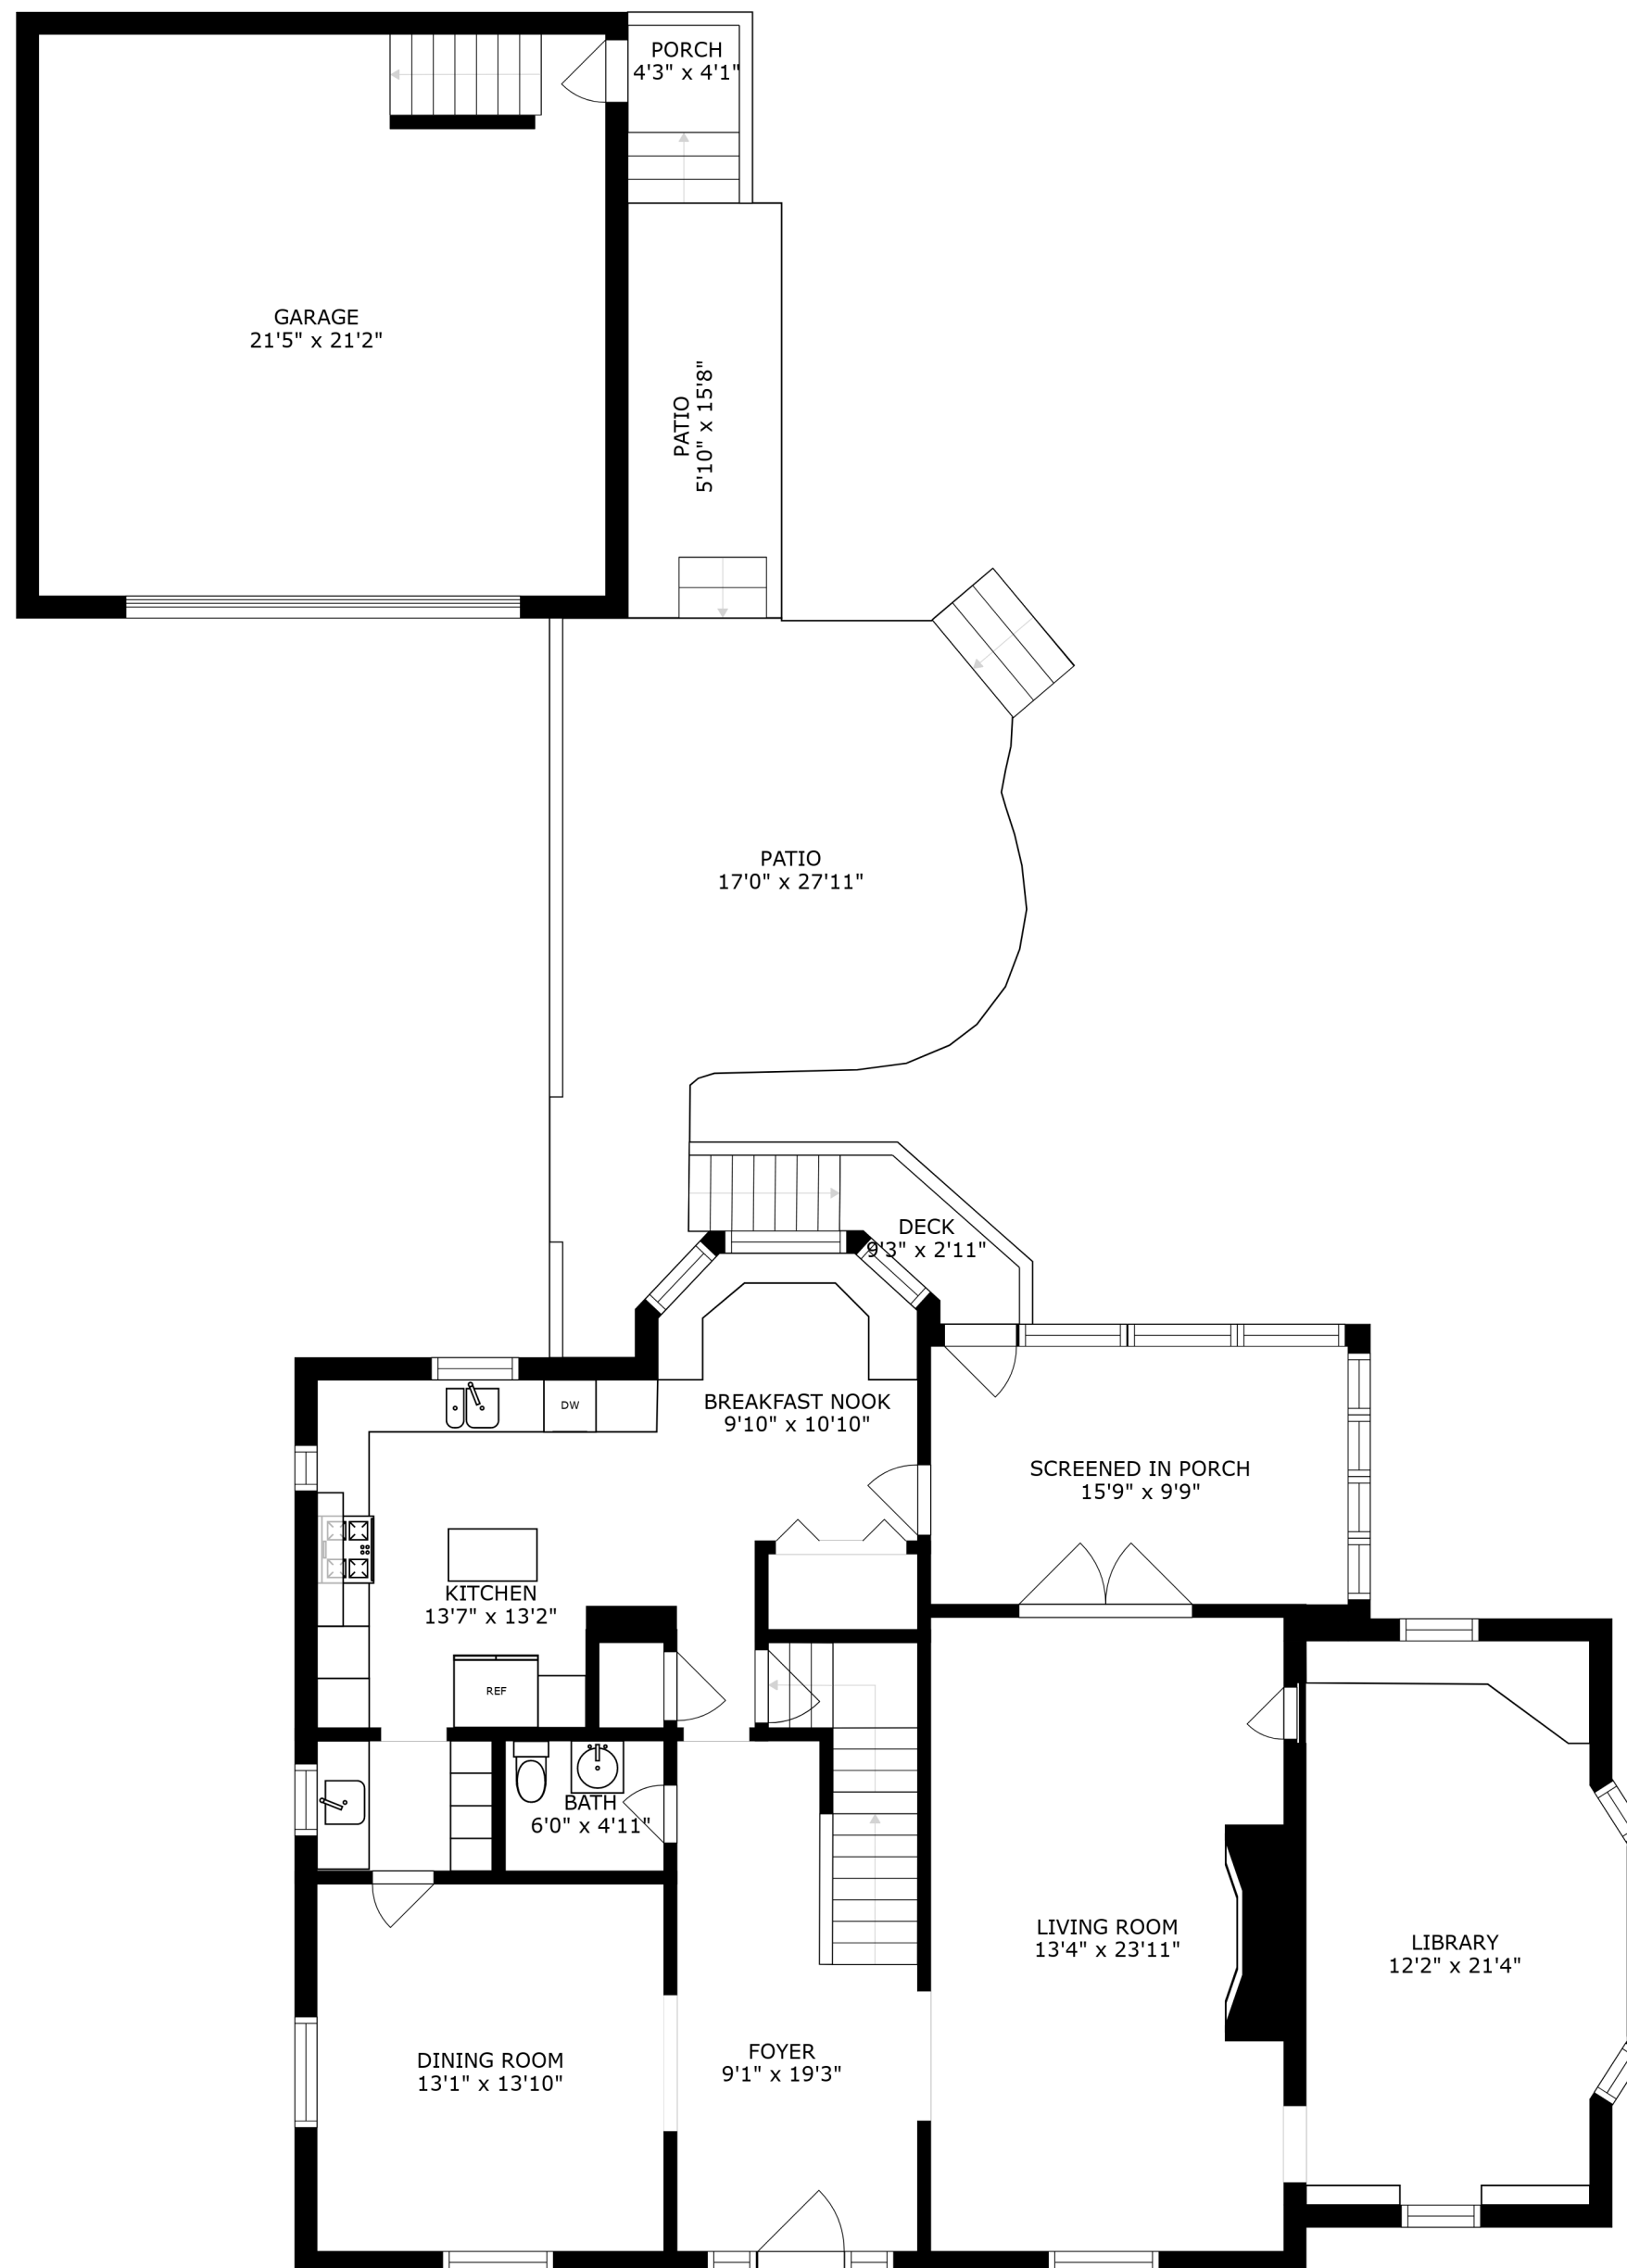 PORCH
4'3" x 4'1"
GARAGE
21'5" x 21'2"
PATIO
5'10" x 15'8"
PATIO
17'0" x 27'11"
DECK
9'3" x 2'11"
BREAKFAST NOOK
9'10" x 10'10"
DW
SCREENED IN PORCH
15'9" x 9'9"
KITCHEN
13'7" x 13'2"
REF
BATH
6'0" x 4'11"
LIVING ROOM
13'4" x 23'11"
LIBRARY
12'2" x 21'4"
FOYER
9'1" x 19'3"
DINING ROOM
13'1" x 13'10"